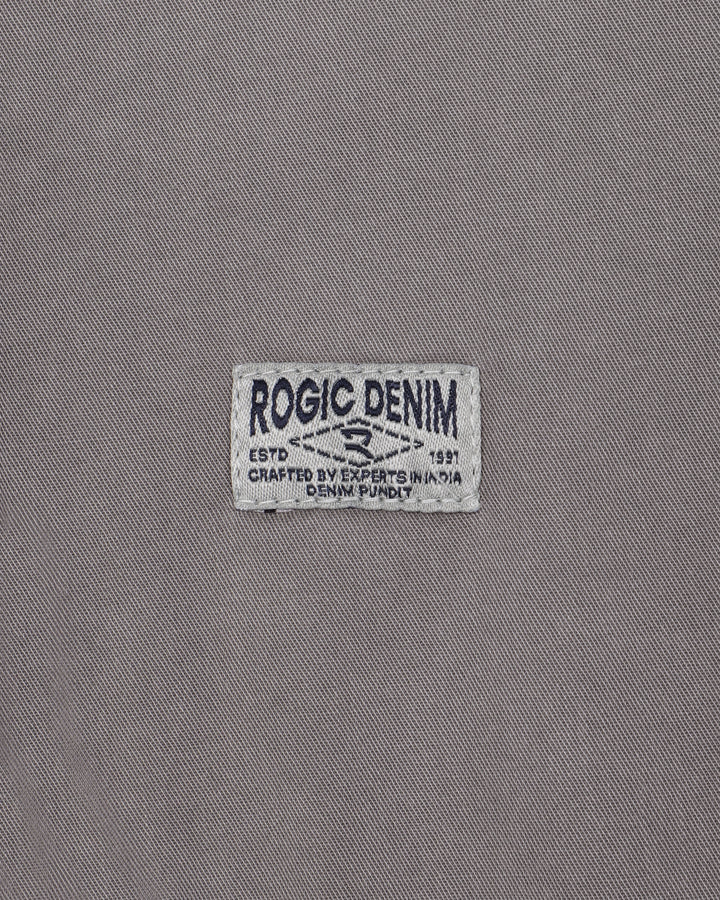 ROGIC DENIM
ESTD 1991
CRAFTED BY EXPERTS IN INDIA
DENIM PUNDIT